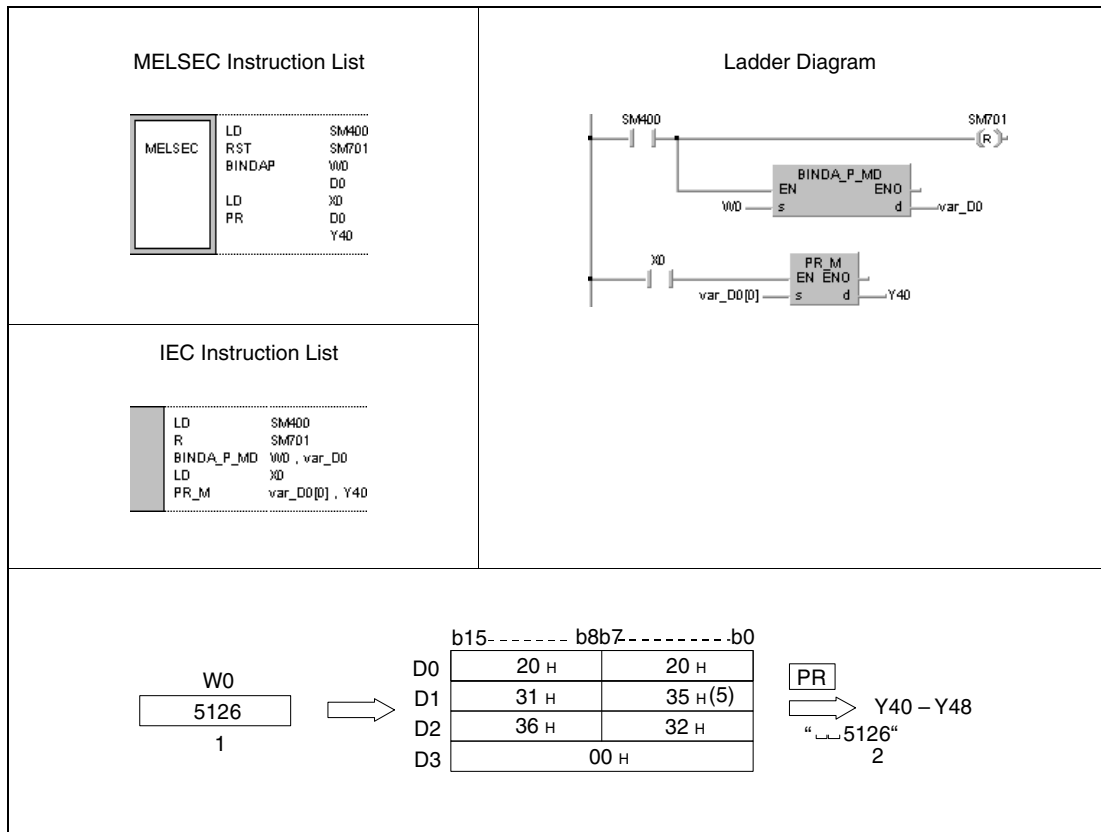 MELSEC Instruction List
MELSEC
LD SM400
RST SM701
BINDAP W0
D0
LD X0
PR D0
Y40
Ladder Diagram
SM400 SM701
( R )
BINDA_P_MD
EN ENO
W0 s d var_D0
X0
PR_M
EN ENO
var_D0[0] s d Y40
IEC Instruction List
LD SM400
R SM701
BINDA_P_MD W0 , var_D0
LD X0
PR_M var_D0[0] , Y40
b15- - - - - - - b8b7- - - - - - - - - -b0
W0
5126
1
D0 20 H 20 H
D1 31 H 35 H (5)
D2 36 H 32 H
D3 00 H
PR
Y40 – Y48
“ ␣␣5126“
2